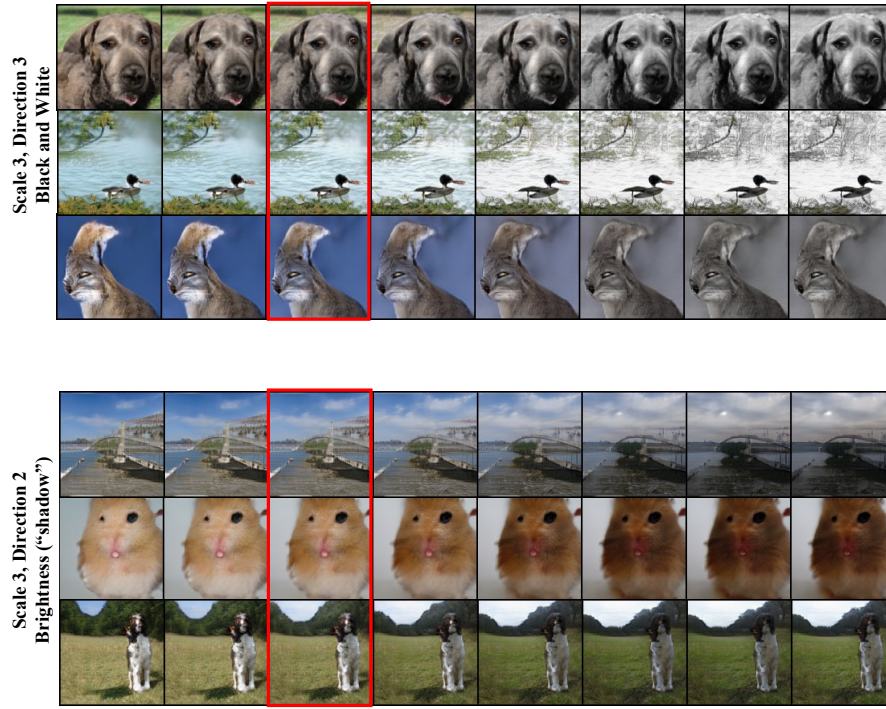 Scale 3, Direction 3
Black and White
Scale 3, Direction 2
Brightness (“shadow”)